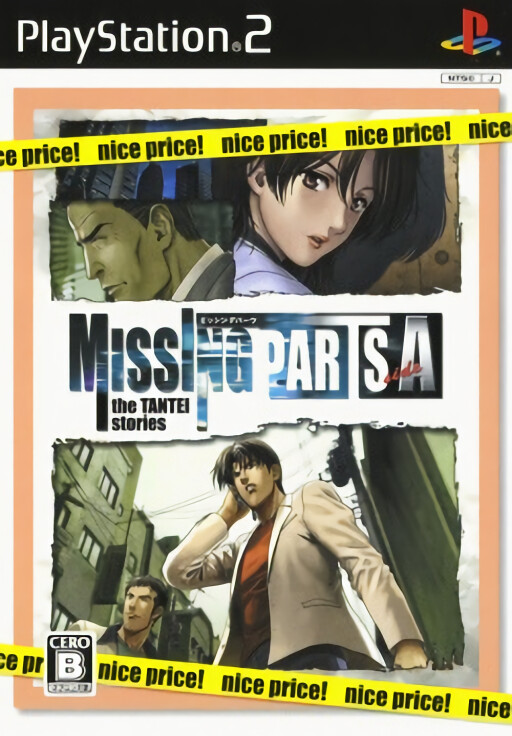 PlayStation.2
NTSC J
ce price! nice price! nice price! nice price! nice
ミッシングパーツ
MISSING PARTS A
side
the TANTEI
stories
CERO
B
ce pr nice price! nice price! nice price! nice